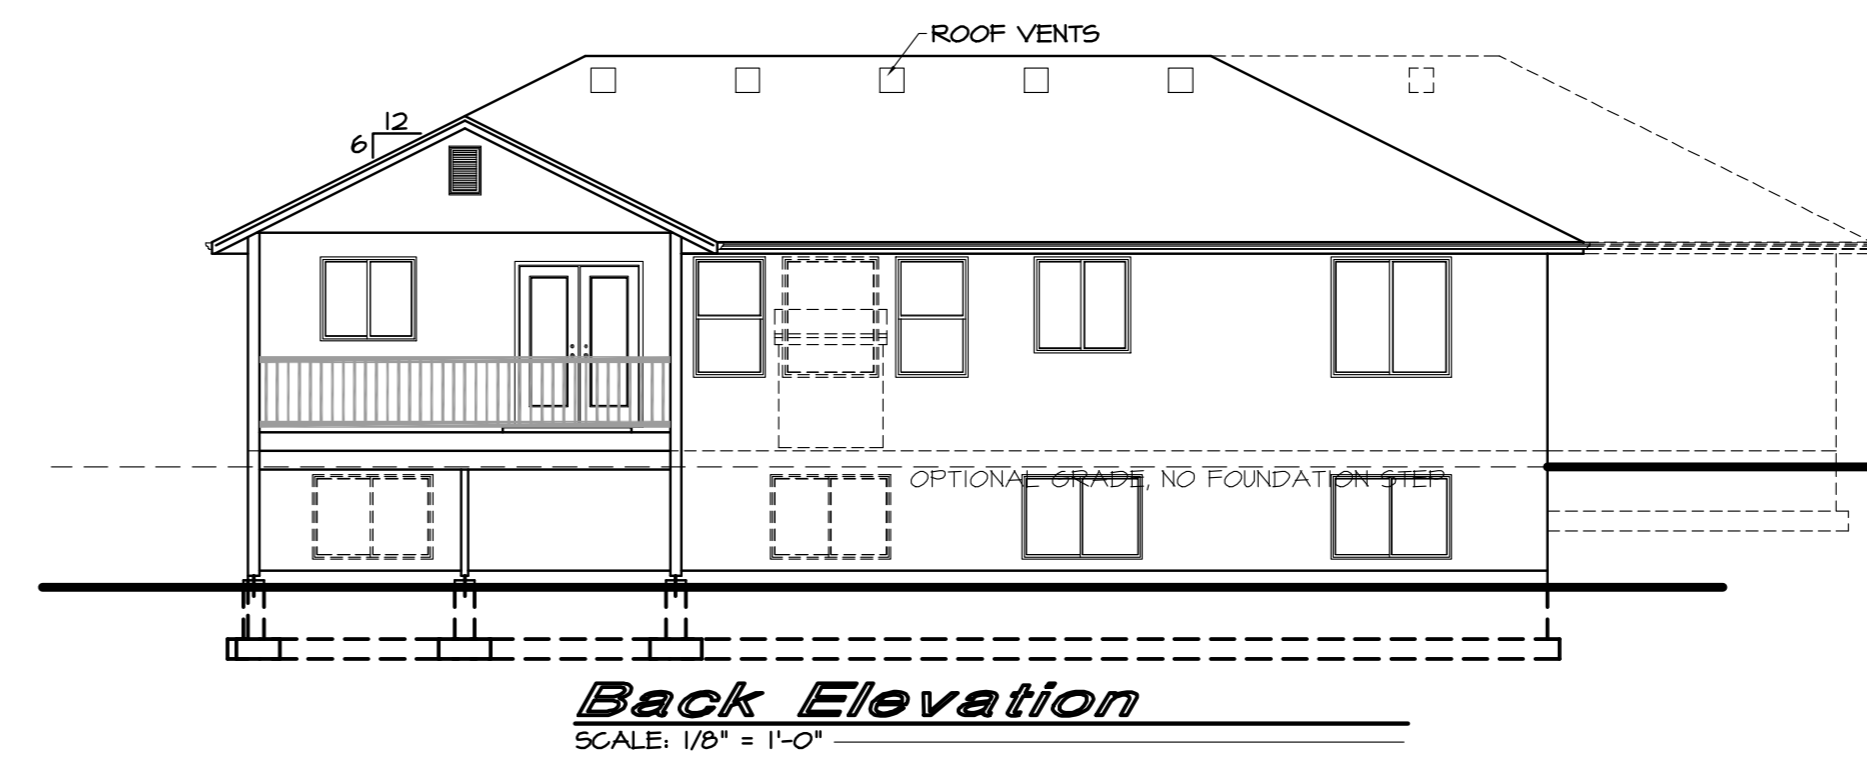 ROOF VENTS
12
6
OPTIONAL GRADE, NO FOUNDATION STEP
Back Elevation
SCALE: 1/8" = 1'-0"